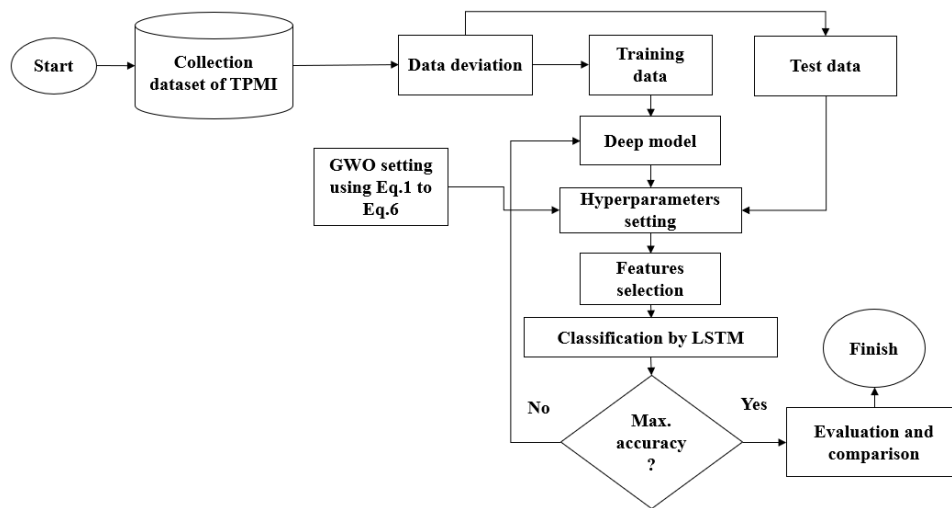 Start
Collection
dataset of TPMI
Data deviation
Training
data
Test data
Deep model
GWO setting
using Eq.1 to
Eq.6
Hyperparameters
setting
Features
selection
Classification by LSTM
Max.
accuracy
?
No
Yes
Evaluation and
comparison
Finish